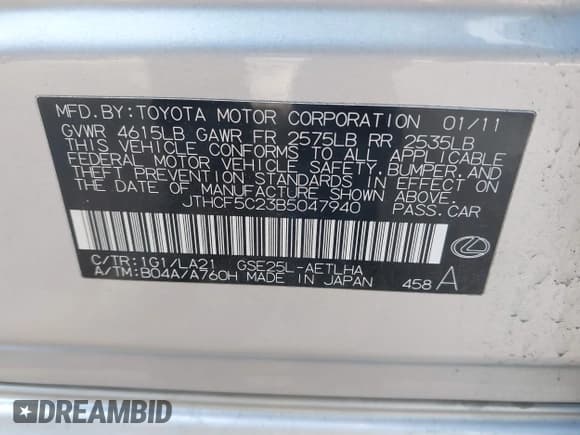 MFD.BY:TOYOTA MOTOR CORPORATION 01/11
GVWR 4615LB GAWR FR 2575LB RR 2535LB
THIS VEHICLE CONFORMS TO ALL APPLICABLE
FEDERAL MOTOR VEHICLE SAFETY, BUMPER, AND
THEFT PREVENTION STANDARDS IN EFFECT ON
THE DATE OF MANUFACTURE SHOWN ABOVE.
JTHCF5C23B5047940 PASS.CAR
C/TR:1G1/LA21 GSE25L-AETLHA
A/TM:B04A/A760H MADE IN JAPAN 458 A
DREAMBID